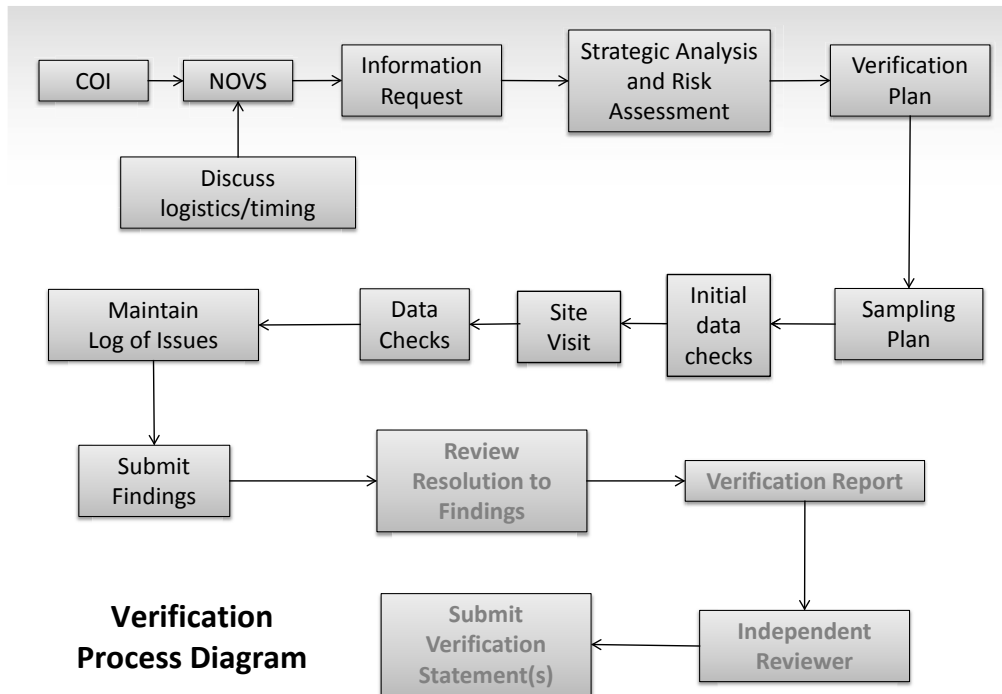 COI
NOVS
Information
Request
Strategic Analysis
and Risk
Assessment
Verification
Plan
Discuss
logistics/timing
Maintain
Log of Issues
Data
Checks
Site
Visit
Initial
data
checks
Sampling
Plan
Submit
Findings
Review
Resolution to
Findings
Verification Report
Verification
Process Diagram
Submit
Verification
Statement(s)
Independent
Reviewer